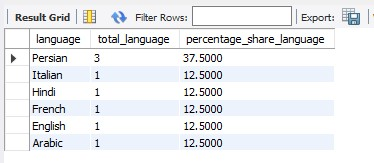 Result Grid Filter Rows: Export:
language total_language percentage_share_language
Persian 3 37.5000
Italian 1 12.5000
Hindi 1 12.5000
French 1 12.5000
English 1 12.5000
Arabic 1 12.5000